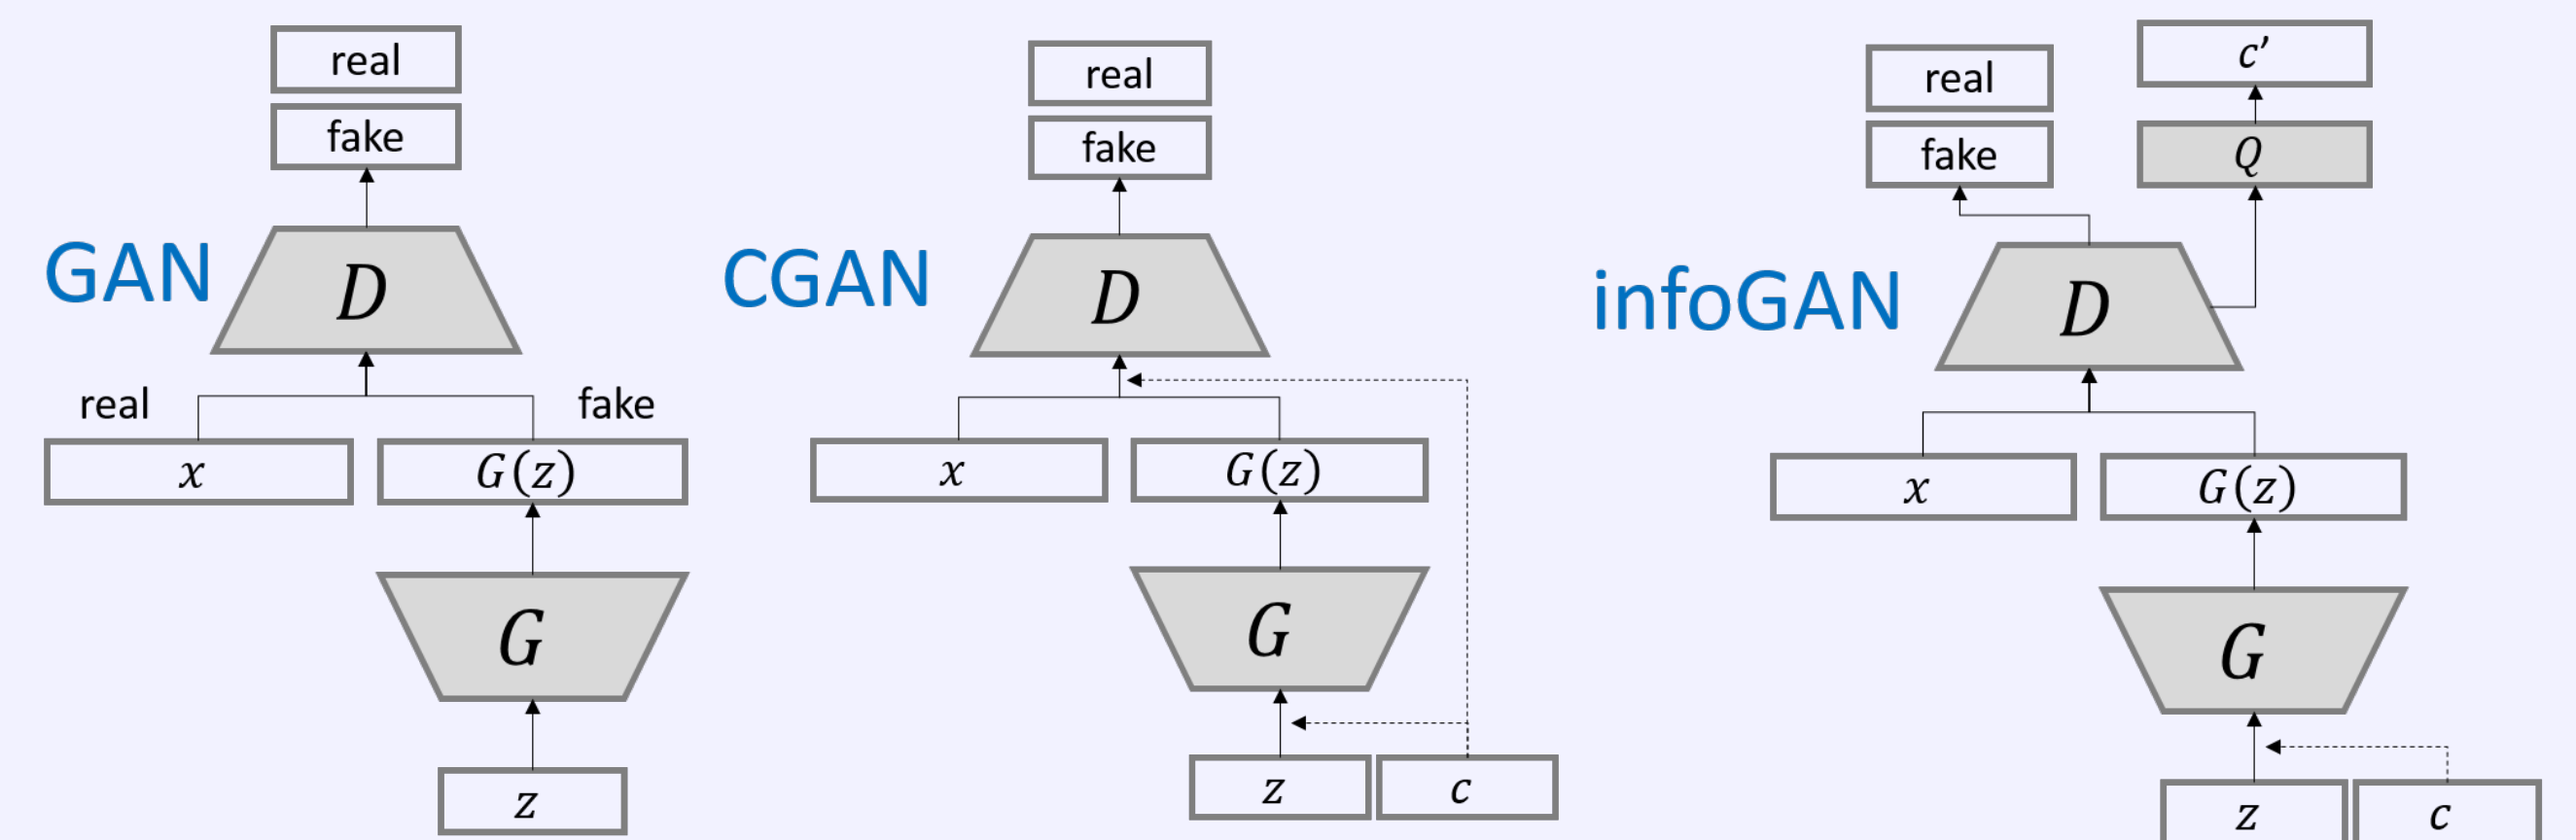 real
fake
GAN
D
real
fake
x
G(z)
G
z
real
fake
CGAN
D
x
G(z)
G
z
c
real
fake
c’
Q
infoGAN
D
x
G(z)
G
z
c